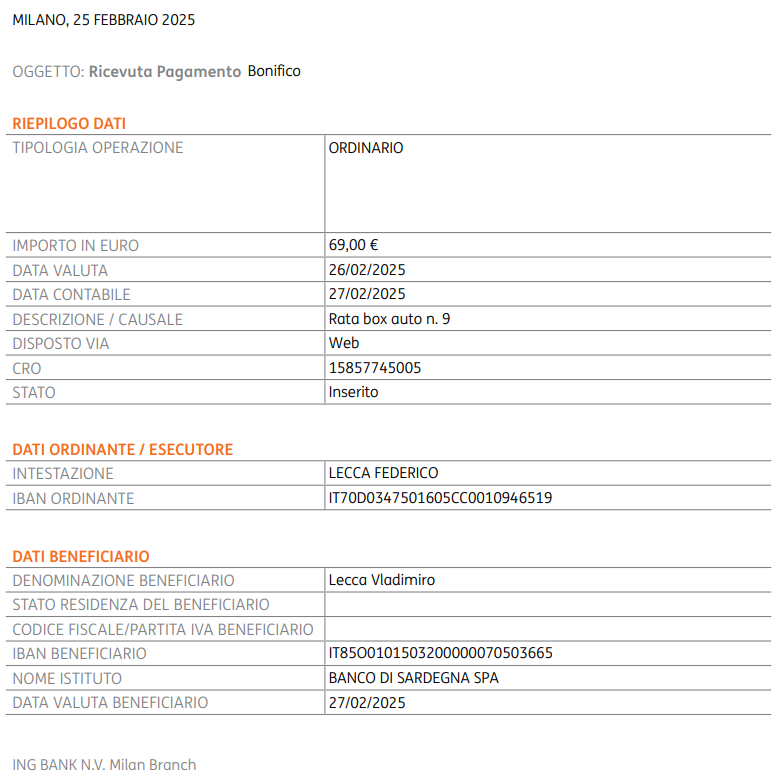 MILANO, 25 FEBBRAIO 2025
OGGETTO: Ricevuta Pagamento Bonifico
RIEPILOGO DATI
TIPOLOGIA OPERAZIONE ORDINARIO
IMPORTO IN EURO 69,00 €
DATA VALUTA 26/02/2025
DATA CONTABILE 27/02/2025
DESCRIZIONE / CAUSALE Rata box auto n. 9
DISPOSTO VIA Web
CRO 15857745005
STATO Inserito
DATI ORDINANTE / ESECUTORE
INTESTAZIONE LECCA FEDERICO
IBAN ORDINANTE IT70D0347501605CC0010946519
DATI BENEFICIARIO
DENOMINAZIONE BENEFICIARIO Lecca Vladimiro
STATO RESIDENZA DEL BENEFICIARIO
CODICE FISCALE/PARTITA IVA BENEFICIARIO
IBAN BENEFICIARIO IT85O0101503200000070503665
NOME ISTITUTO BANCO DI SARDEGNA SPA
DATA VALUTA BENEFICIARIO 27/02/2025
ING BANK N.V. Milan Branch